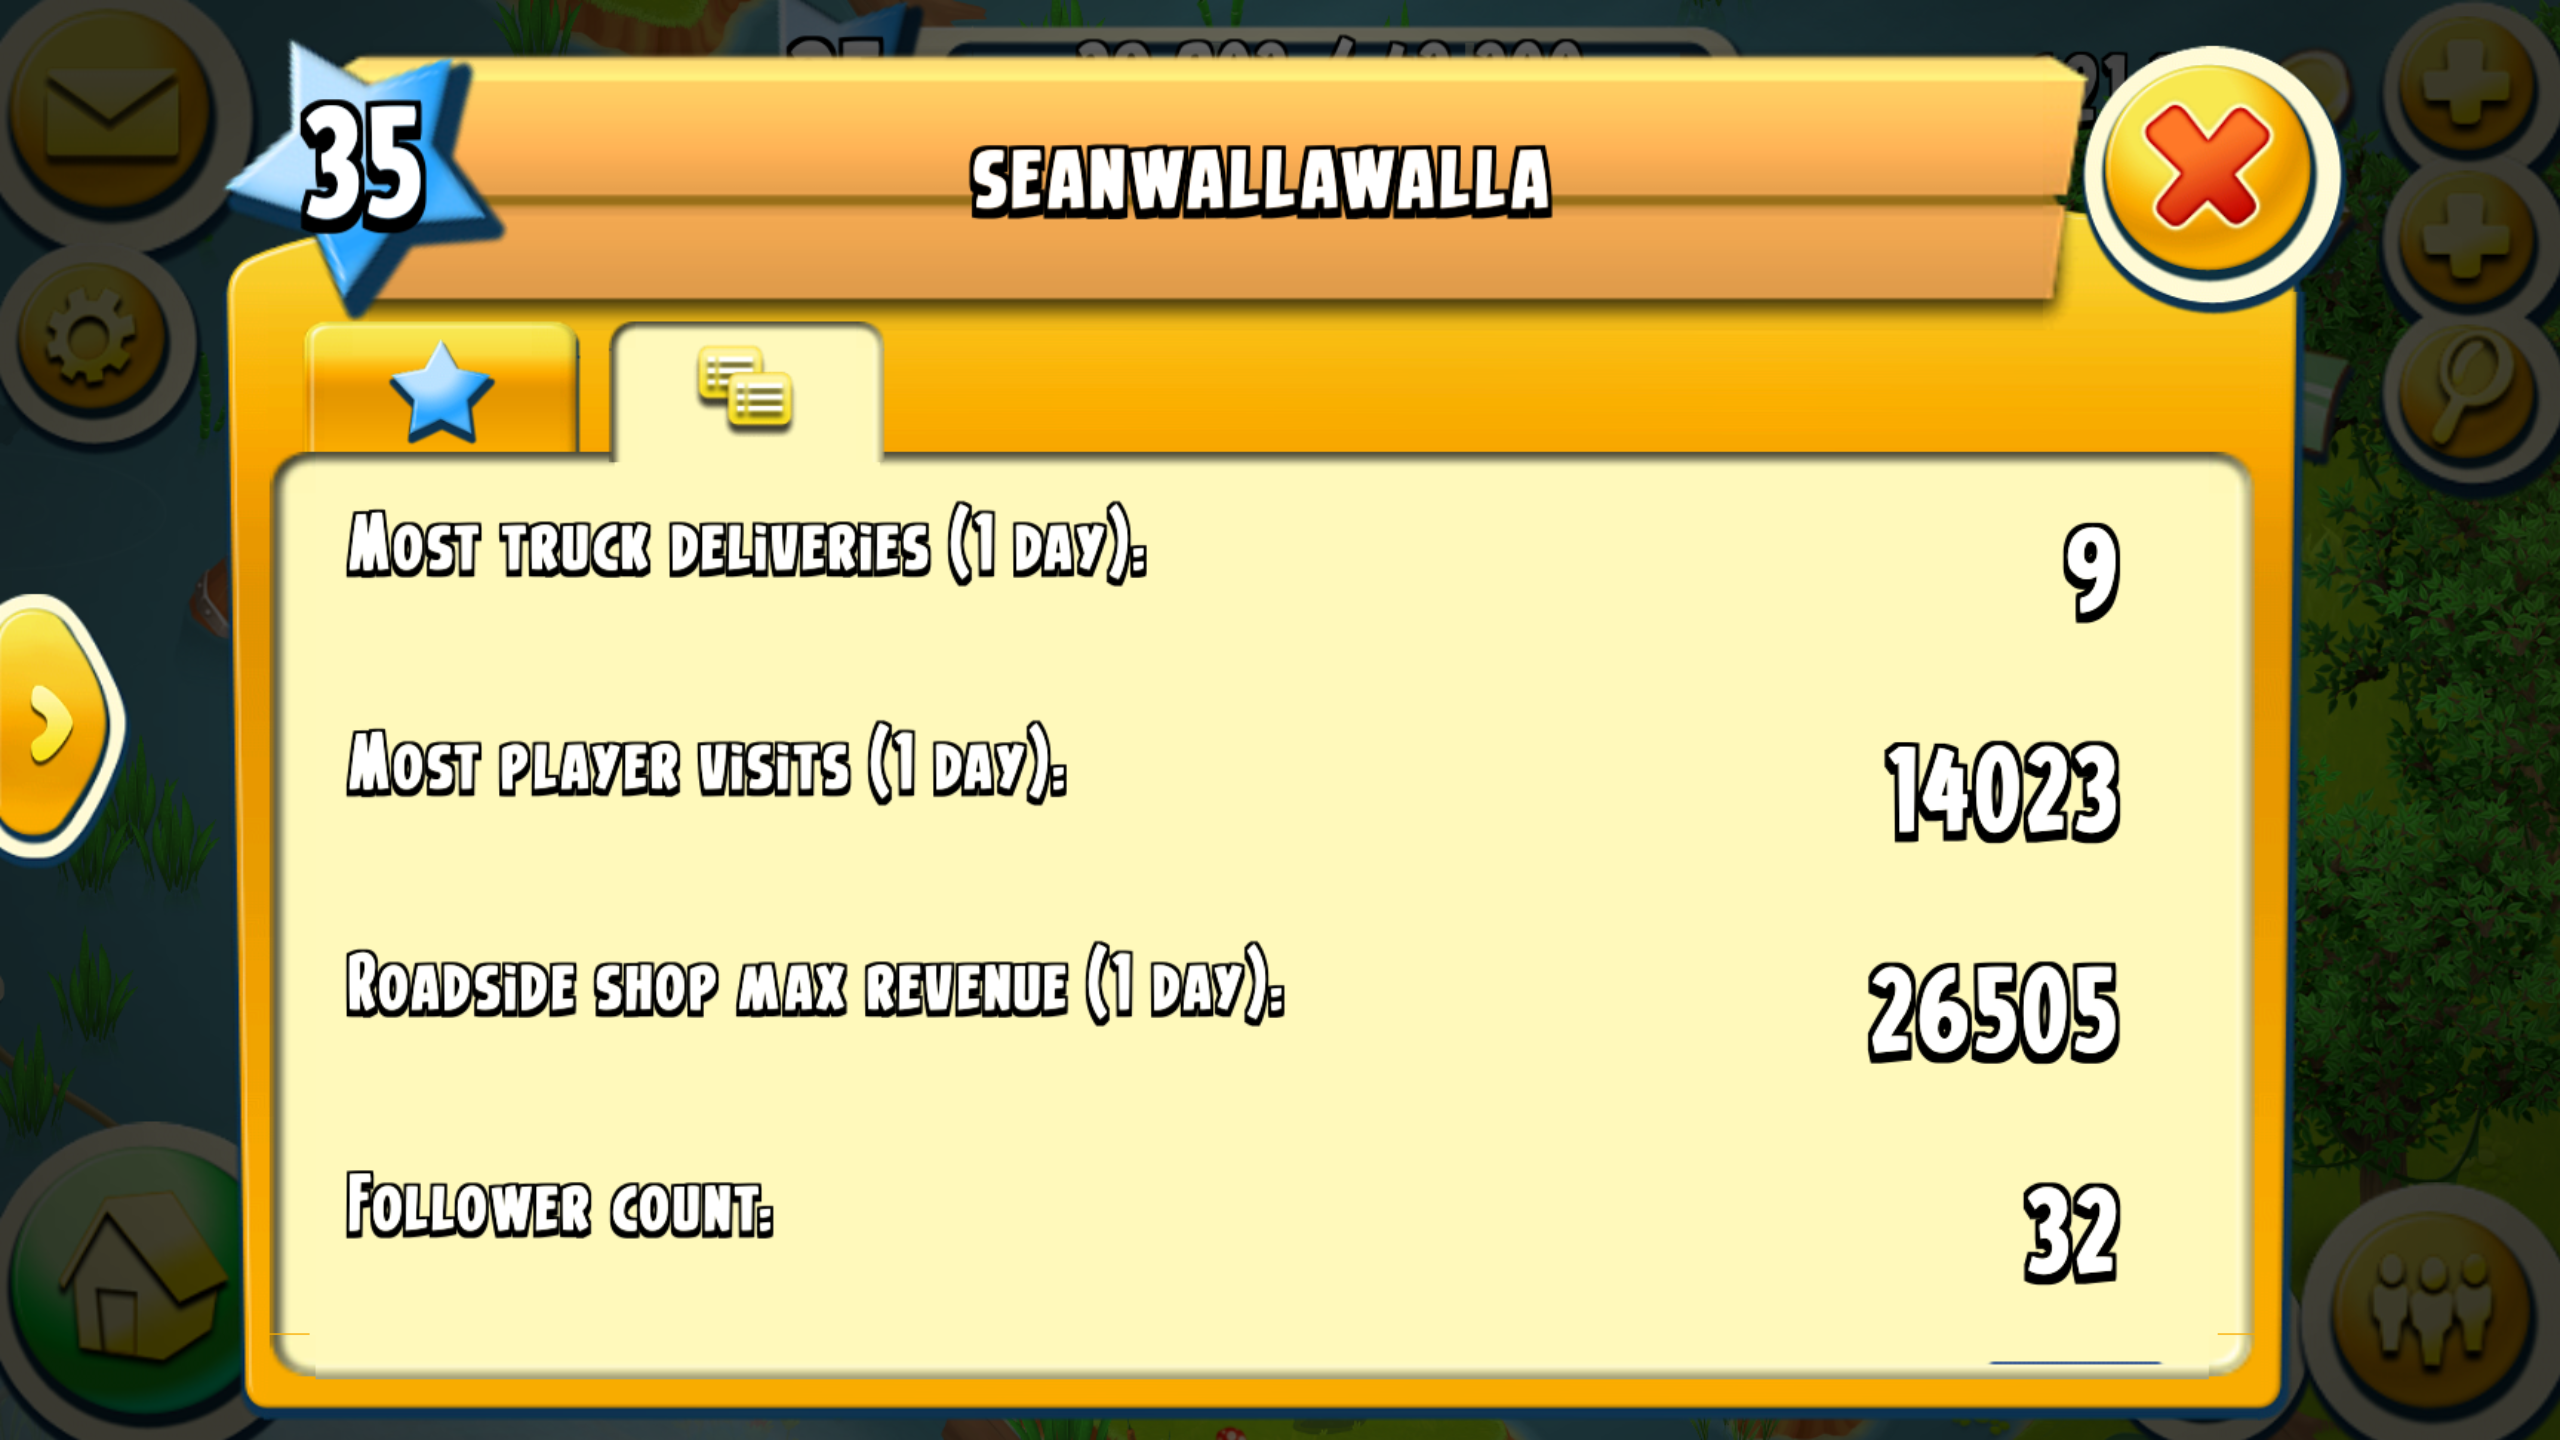 35
SEANWALLAWALLA
MOST TRUCK DELIVERIES (1 DAY): 9
MOST PLAYER VISITS (1 DAY): 14023
ROADSIDE SHOP MAX REVENUE (1 DAY): 26505
FOLLOWER COUNT: 32